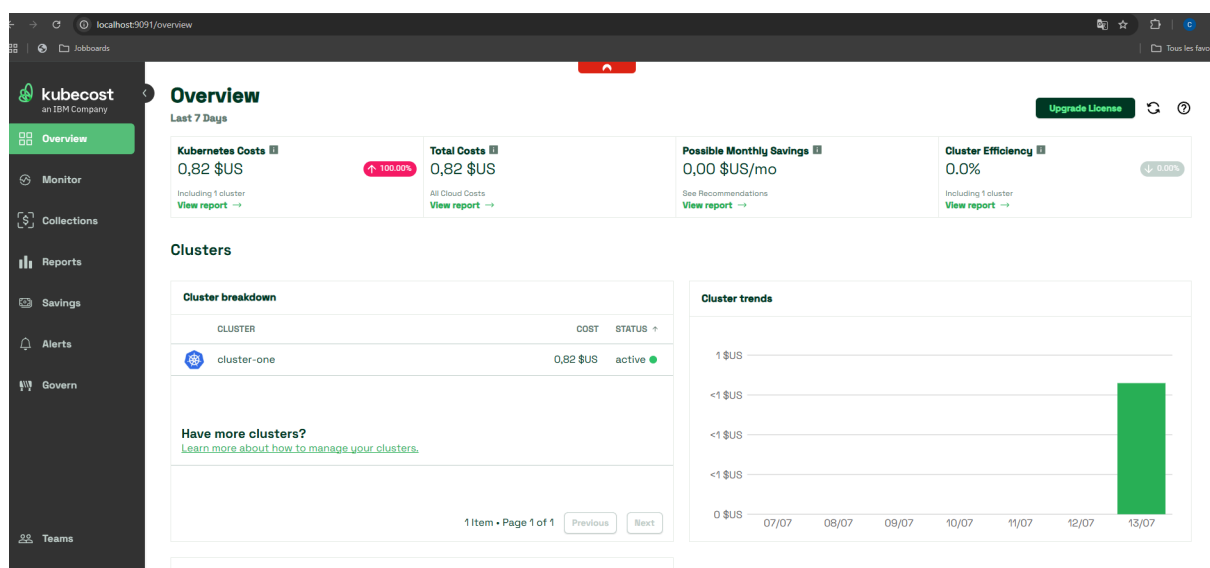 localhost:9091/overview
C
Jobboards
Tous les favo
kubecost
an IBM Company
Overview
Monitor
Collections
Reports
Savings
Alerts
Govern
Teams
Overview
Last 7 Days
Upgrade License
Kubernetes Costs
0,82 $US
100.00%
Including 1 cluster
View report →
Total Costs
0,82 $US
All Cloud Costs
View report →
Possible Monthly Savings
0,00 $US/mo
See Recommendations
View report →
Cluster Efficiency
0.0%
↓ 0.00%
Including 1 cluster
View report →
Clusters
Cluster breakdown
CLUSTER COST STATUS ↑
cluster-one 0,82 $US active
Have more clusters?
Learn more about how to manage your clusters.
1 Item • Page 1 of 1 Previous Next
Cluster trends
1 $US
<1 $US
<1 $US
<1 $US
0 $US
07/07 08/07 09/07 10/07 11/07 12/07 13/07